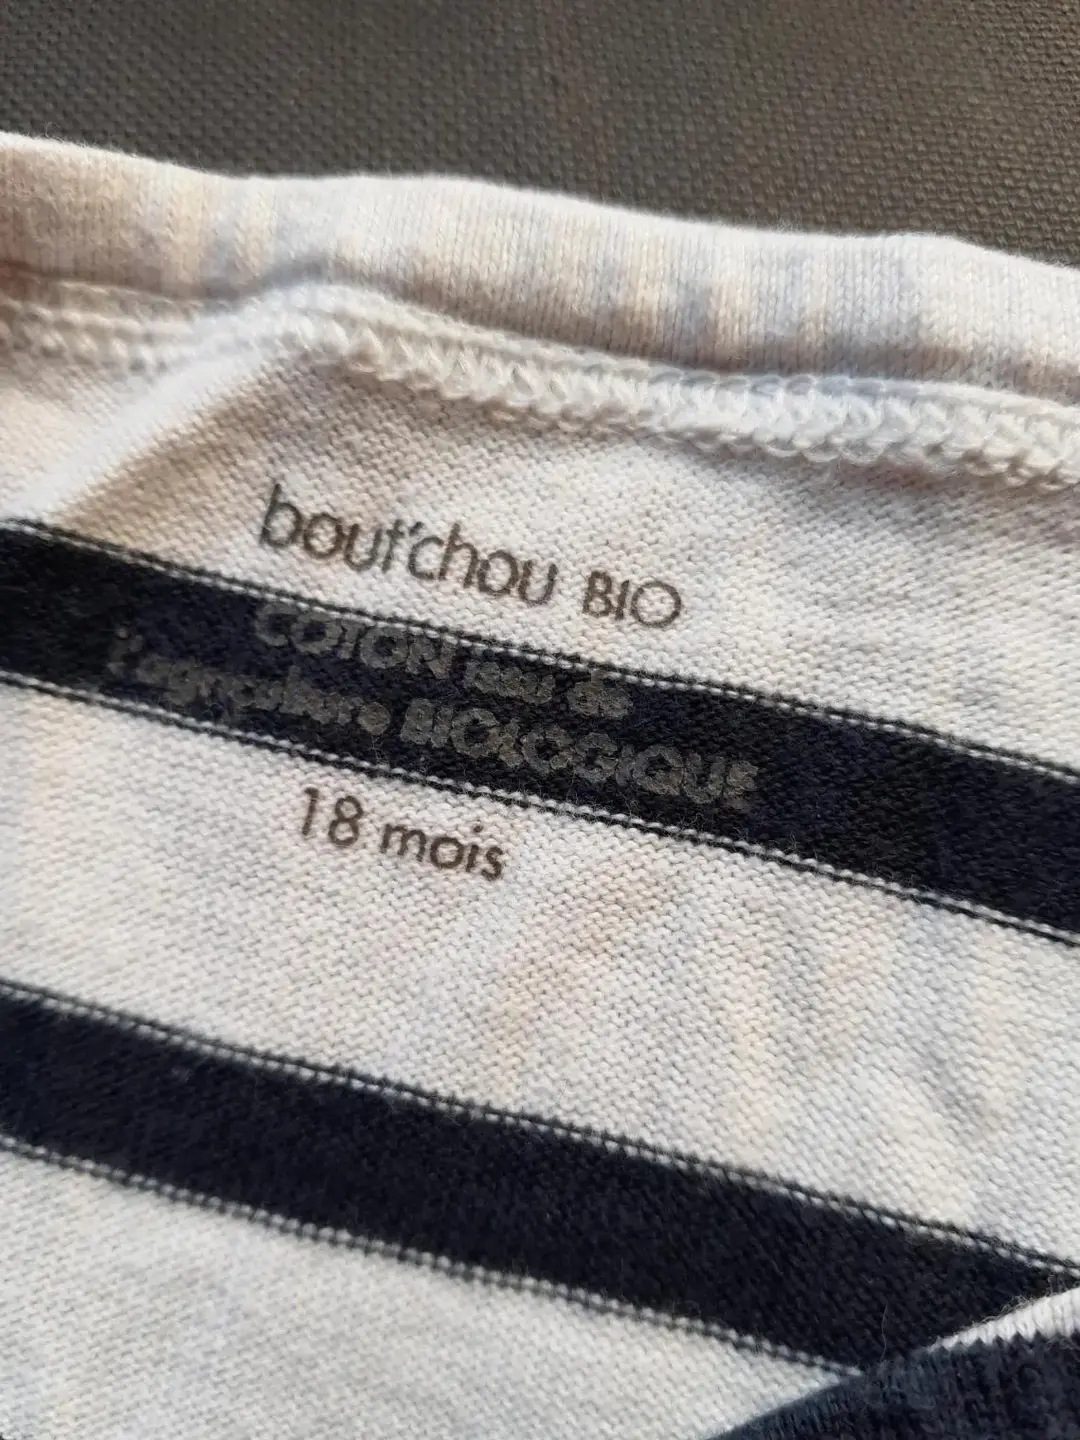 bout'chou BIO
COTON issu de
l'agriculture BIOLOGIQUE
18 mois